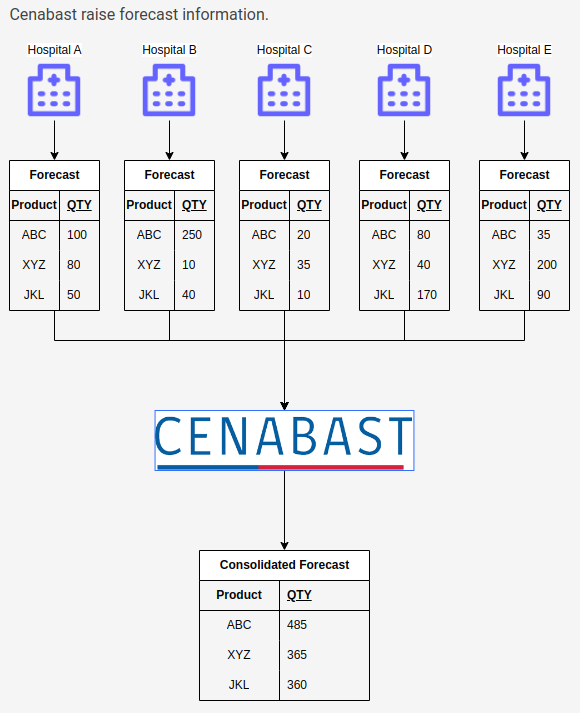 Cenabast raise forecast information.
Hospital A Hospital B Hospital C Hospital D Hospital E
Forecast Forecast Forecast Forecast Forecast
Product QTY Product QTY Product QTY Product QTY Product QTY
ABC 100 ABC 250 ABC 20 ABC 80 ABC 35
XYZ 80 XYZ 10 XYZ 35 XYZ 40 XYZ 200
JKL 50 JKL 40 JKL 10 JKL 170 JKL 90
CENABAST
Consolidated Forecast
Product QTY
ABC 485
XYZ 365
JKL 360